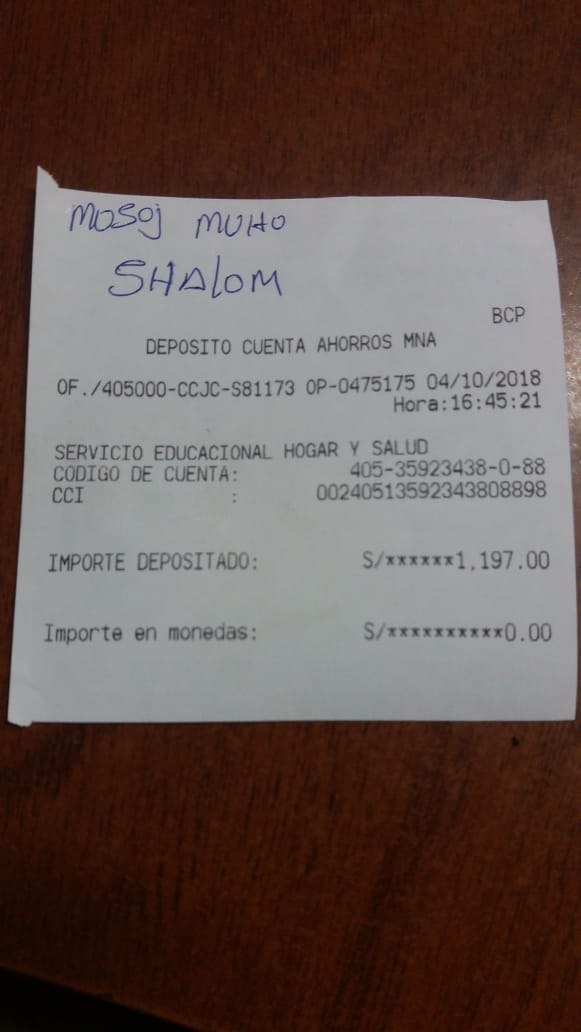 MOSOJ MUHO
SHALOM
BCP
DEPOSITO CUENTA AHORROS MNA
OF./405000-CCJC-S81173 OP-0475175 04/10/2018
Hora:16:45:21
SERVICIO EDUCACIONAL HOGAR Y SALUD
CODIGO DE CUENTA: 405-35923438-0-88
CCI : 00240513592343808898
IMPORTE DEPOSITADO: S/******1,197.00
Importe en monedas: S/**********0.00